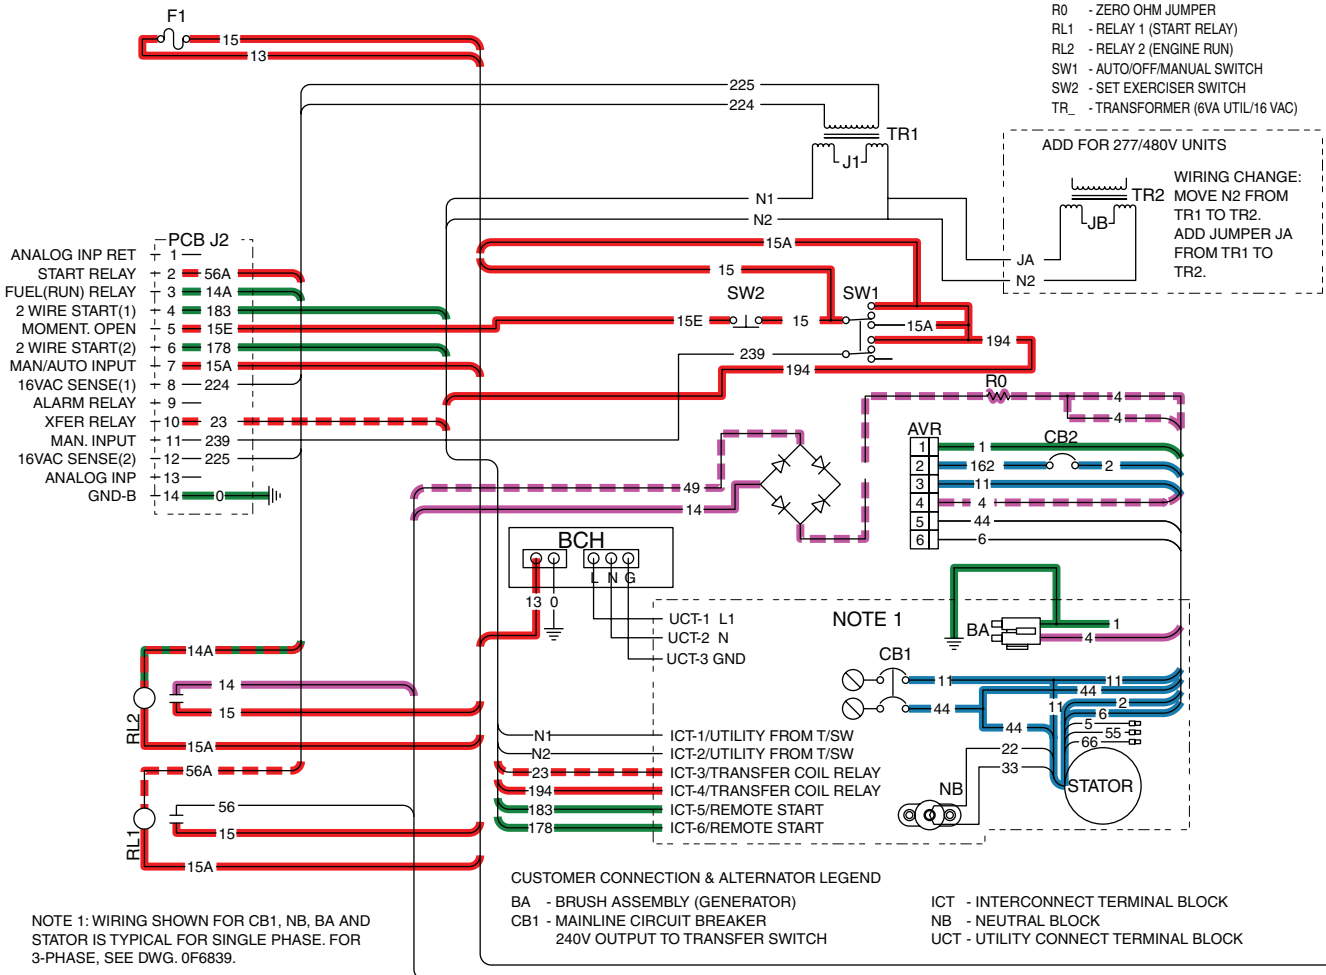 F1
15
13
R0 - ZERO OHM JUMPER
RL1 - RELAY 1 (START RELAY)
RL2 - RELAY 2 (ENGINE RUN)
SW1 - AUTO/OFF/MANUAL SWITCH
SW2 - SET EXERCISER SWITCH
TR_ - TRANSFORMER (6VA UTIL/16 VAC)
225
224
TR1
J1
ADD FOR 277/480V UNITS
WIRING CHANGE:
MOVE N2 FROM
TR1 TO TR2.
ADD JUMPER JA
FROM TR1 TO
TR2.
TR2
JB
JA
N2
N1
N2
15A
15
PCB J2
ANALOG INP RET 1
START RELAY 2 56A
FUEL(RUN) RELAY 3 14A
2 WIRE START(1) 4 183
MOMENT. OPEN 5 15E
2 WIRE START(2) 6 178
MAN/AUTO INPUT 7 15A
16VAC SENSE(1) 8 224
ALARM RELAY 9
XFER RELAY 10 23
MAN. INPUT 11 239
16VAC SENSE(2) 12 225
ANALOG INP 13
GND-B 14 0
SW2
SW1
15E
15
15A
194
239
194
R0
4
4
AVR
CB2
1 1
2 162 2
3 11
4 4
5 44
6 6
49
14
BCH
L N G
13 0
UCT-1 L1
UCT-2 N
UCT-3 GND
NOTE 1
BA
1
4
CB1
11
11
44
44
11
2
6
44
5
55
66
22
33
NB
STATOR
14A
14
15
RL2
15A
56A
56
15
RL1
15A
N1 ICT-1/UTILITY FROM T/SW
N2 ICT-2/UTILITY FROM T/SW
23 ICT-3/TRANSFER COIL RELAY
194 ICT-4/TRANSFER COIL RELAY
183 ICT-5/REMOTE START
178 ICT-6/REMOTE START
CUSTOMER CONNECTION & ALTERNATOR LEGEND
BA - BRUSH ASSEMBLY (GENERATOR)
CB1 - MAINLINE CIRCUIT BREAKER
240V OUTPUT TO TRANSFER SWITCH
ICT - INTERCONNECT TERMINAL BLOCK
NB - NEUTRAL BLOCK
UCT - UTILITY CONNECT TERMINAL BLOCK
NOTE 1: WIRING SHOWN FOR CB1, NB, BA AND
STATOR IS TYPICAL FOR SINGLE PHASE. FOR
3-PHASE, SEE DWG. 0F6839.